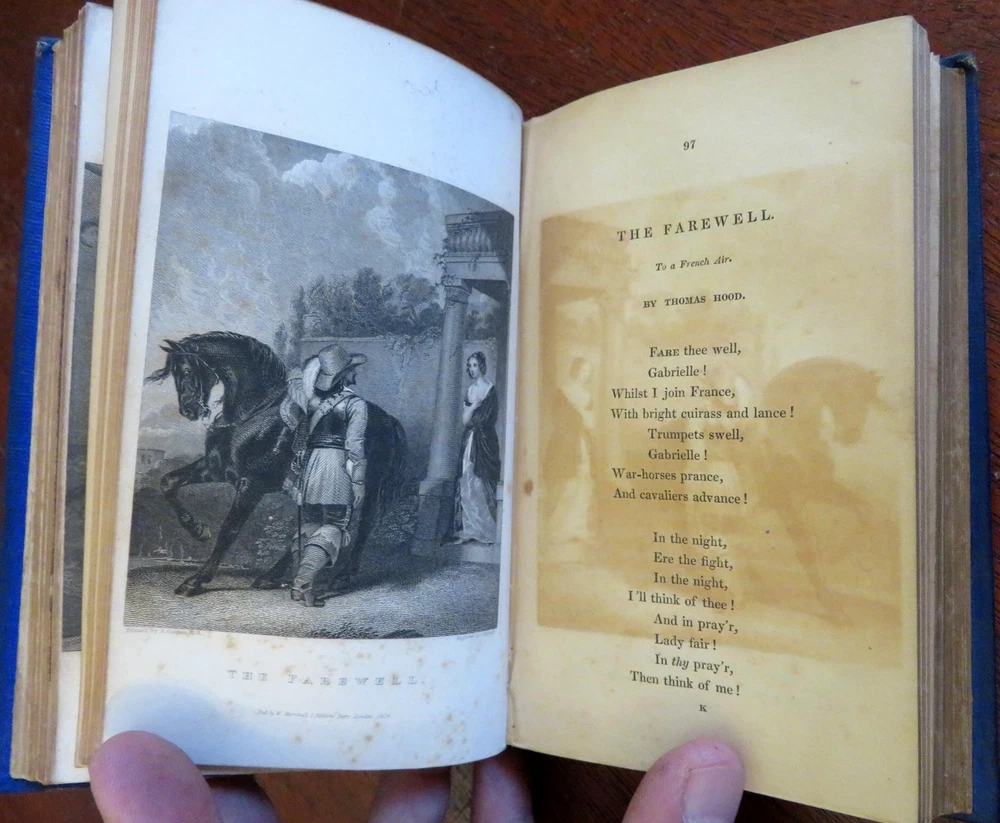 THE FAREWELL.
97
THE FAREWELL.
To a French Air.
BY THOMAS HOOD.
FARE thee well,
Gabrielle !
Whilst I join France,
With bright cuirass and lance !
Trumpets swell,
Gabrielle !
War-horses prance,
And cavaliers advance !
In the night,
Ere the fight,
In the night,
I'll think of thee !
And in pray'r,
Lady fair !
In thy pray'r,
Then think of me !
K